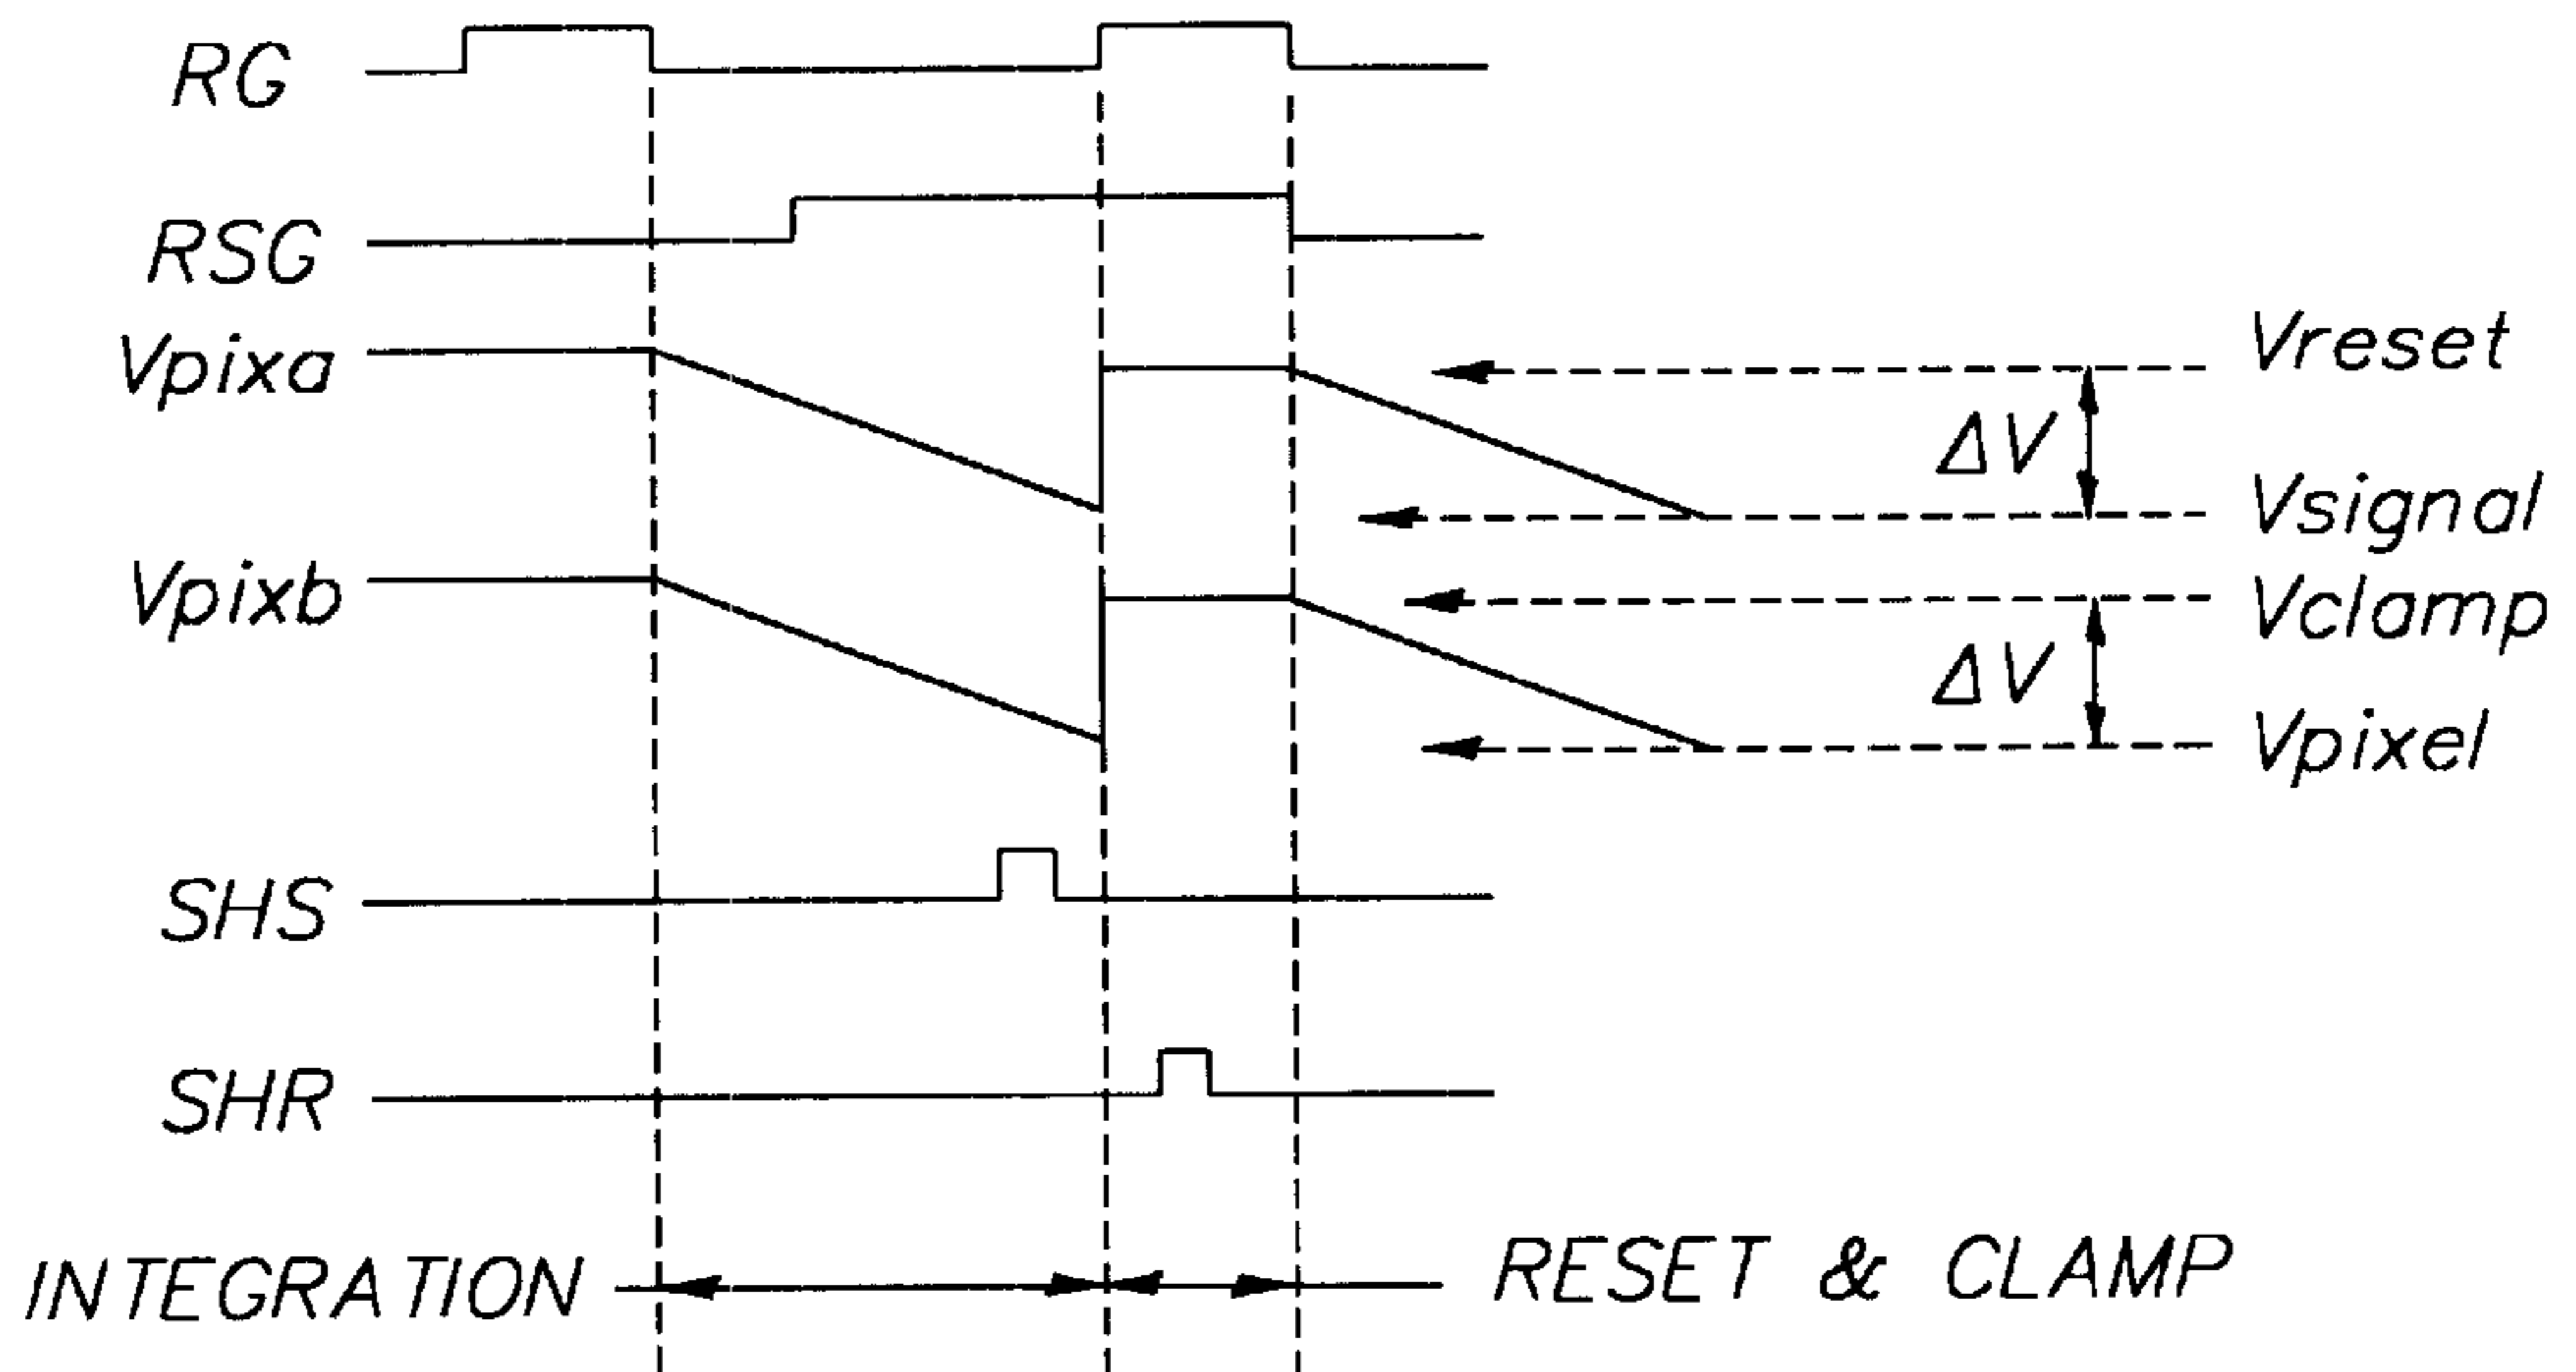 RG
RSG
Vpixa
Vreset
ΔV
Vsignal
Vpixb
Vclamp
ΔV
Vpixel
SHS
SHR
INTEGRATION
RESET & CLAMP